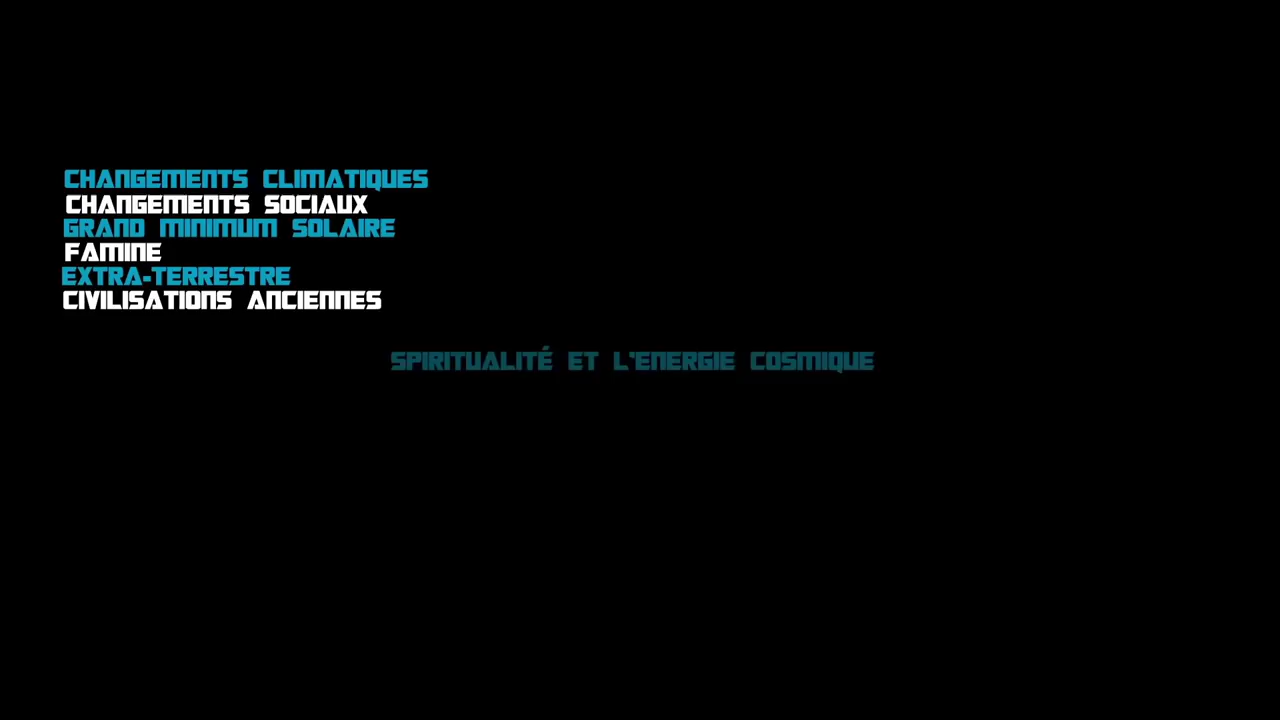 CHANGEMENTS CLIMATIQUES
CHANGEMENTS SOCIAUX
GRAND MINIMUM SOLAIRE
FAMINE
EXTRA-TERRESTRE
CIVILISATIONS ANCIENNES
SPIRITUALITÉ ET L'ENERGIE COSMIQUE